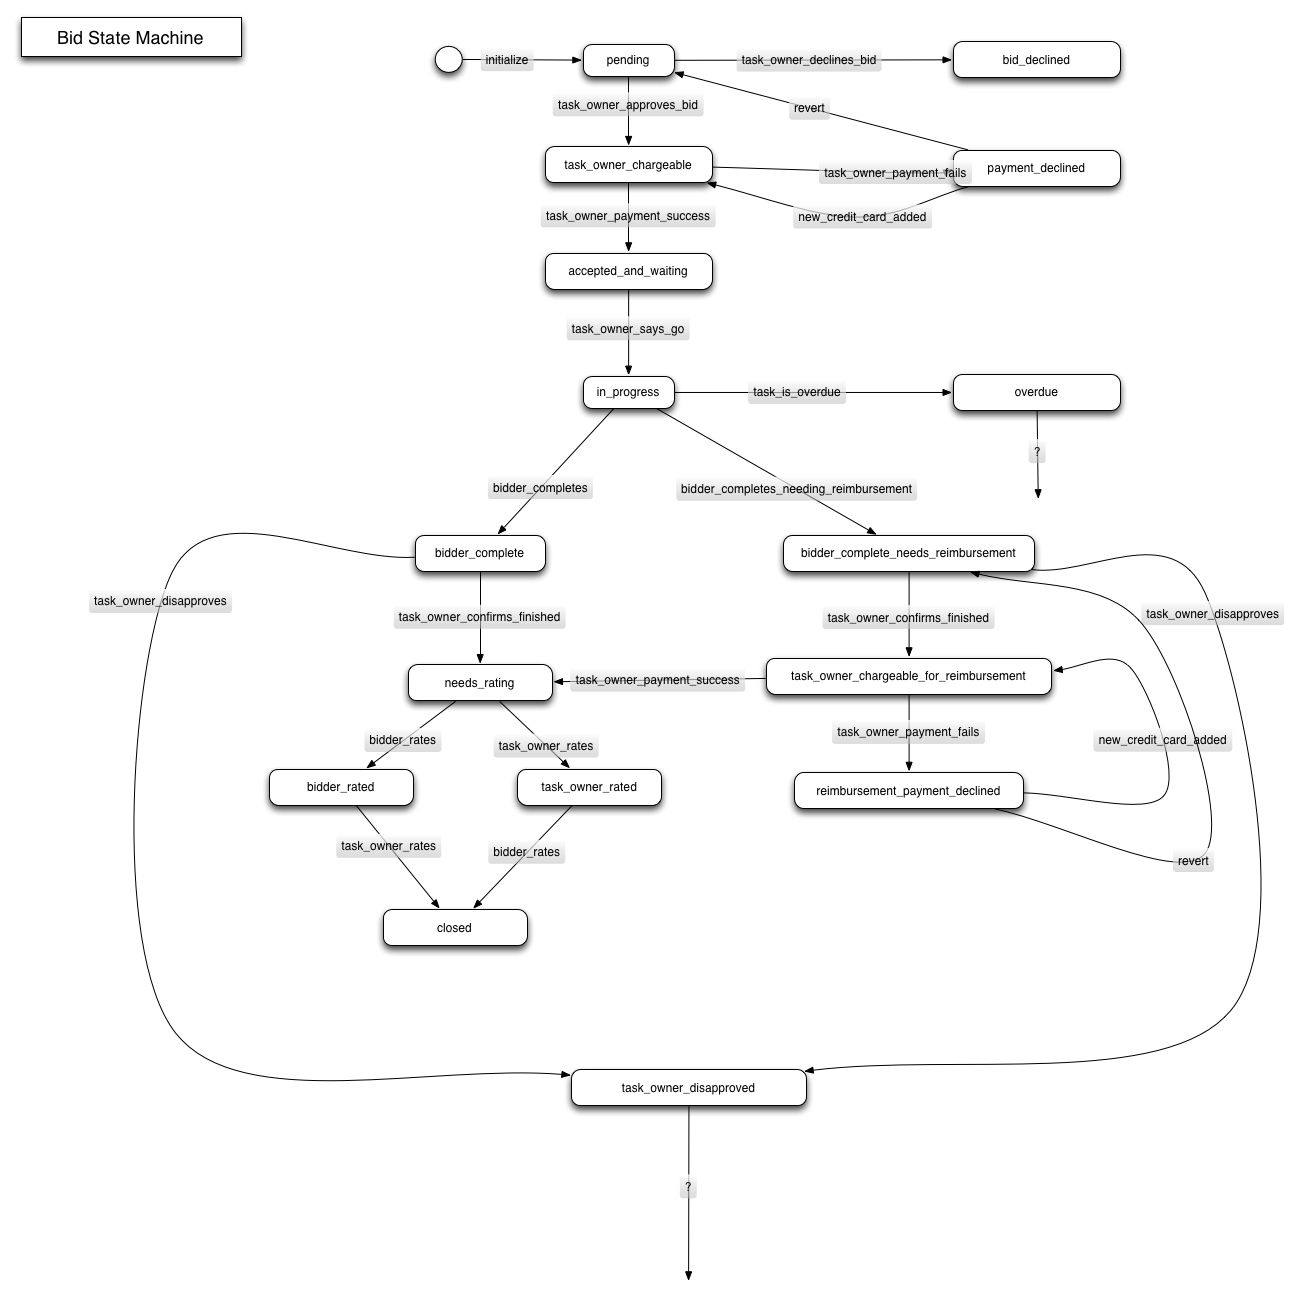 Bid State Machine
initialize
pending
task_owner_declines_bid
bid_declined
task_owner_approves_bid
revert
task_owner_chargeable
task_owner_payment_fails
payment_declined
task_owner_payment_success
new_credit_card_added
accepted_and_waiting
task_owner_says_go
in_progress
task_is_overdue
overdue
?
bidder_completes
bidder_completes_needing_reimbursement
bidder_complete
bidder_complete_needs_reimbursement
task_owner_disapproves
task_owner_confirms_finished
task_owner_confirms_finished
task_owner_disapproves
needs_rating
task_owner_payment_success
task_owner_chargeable_for_reimbursement
bidder_rates
task_owner_rates
task_owner_payment_fails
new_credit_card_added
bidder_rated
task_owner_rated
reimbursement_payment_declined
task_owner_rates
bidder_rates
revert
closed
task_owner_disapproved
?